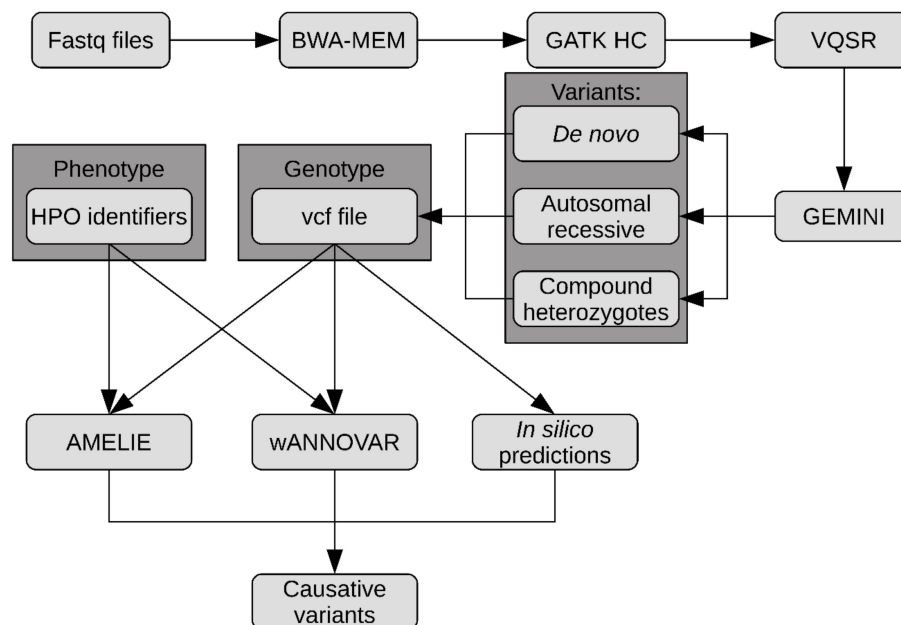 Fastq files
BWA-MEM
GATK HC
VQSR
Variants:
De novo
Phenotype
Genotype
HPO identifiers
vcf file
Autosomal
recessive
GEMINI
Compound
heterozygotes
AMELIE
wANNOVAR
In silico
predictions
Causative
variants